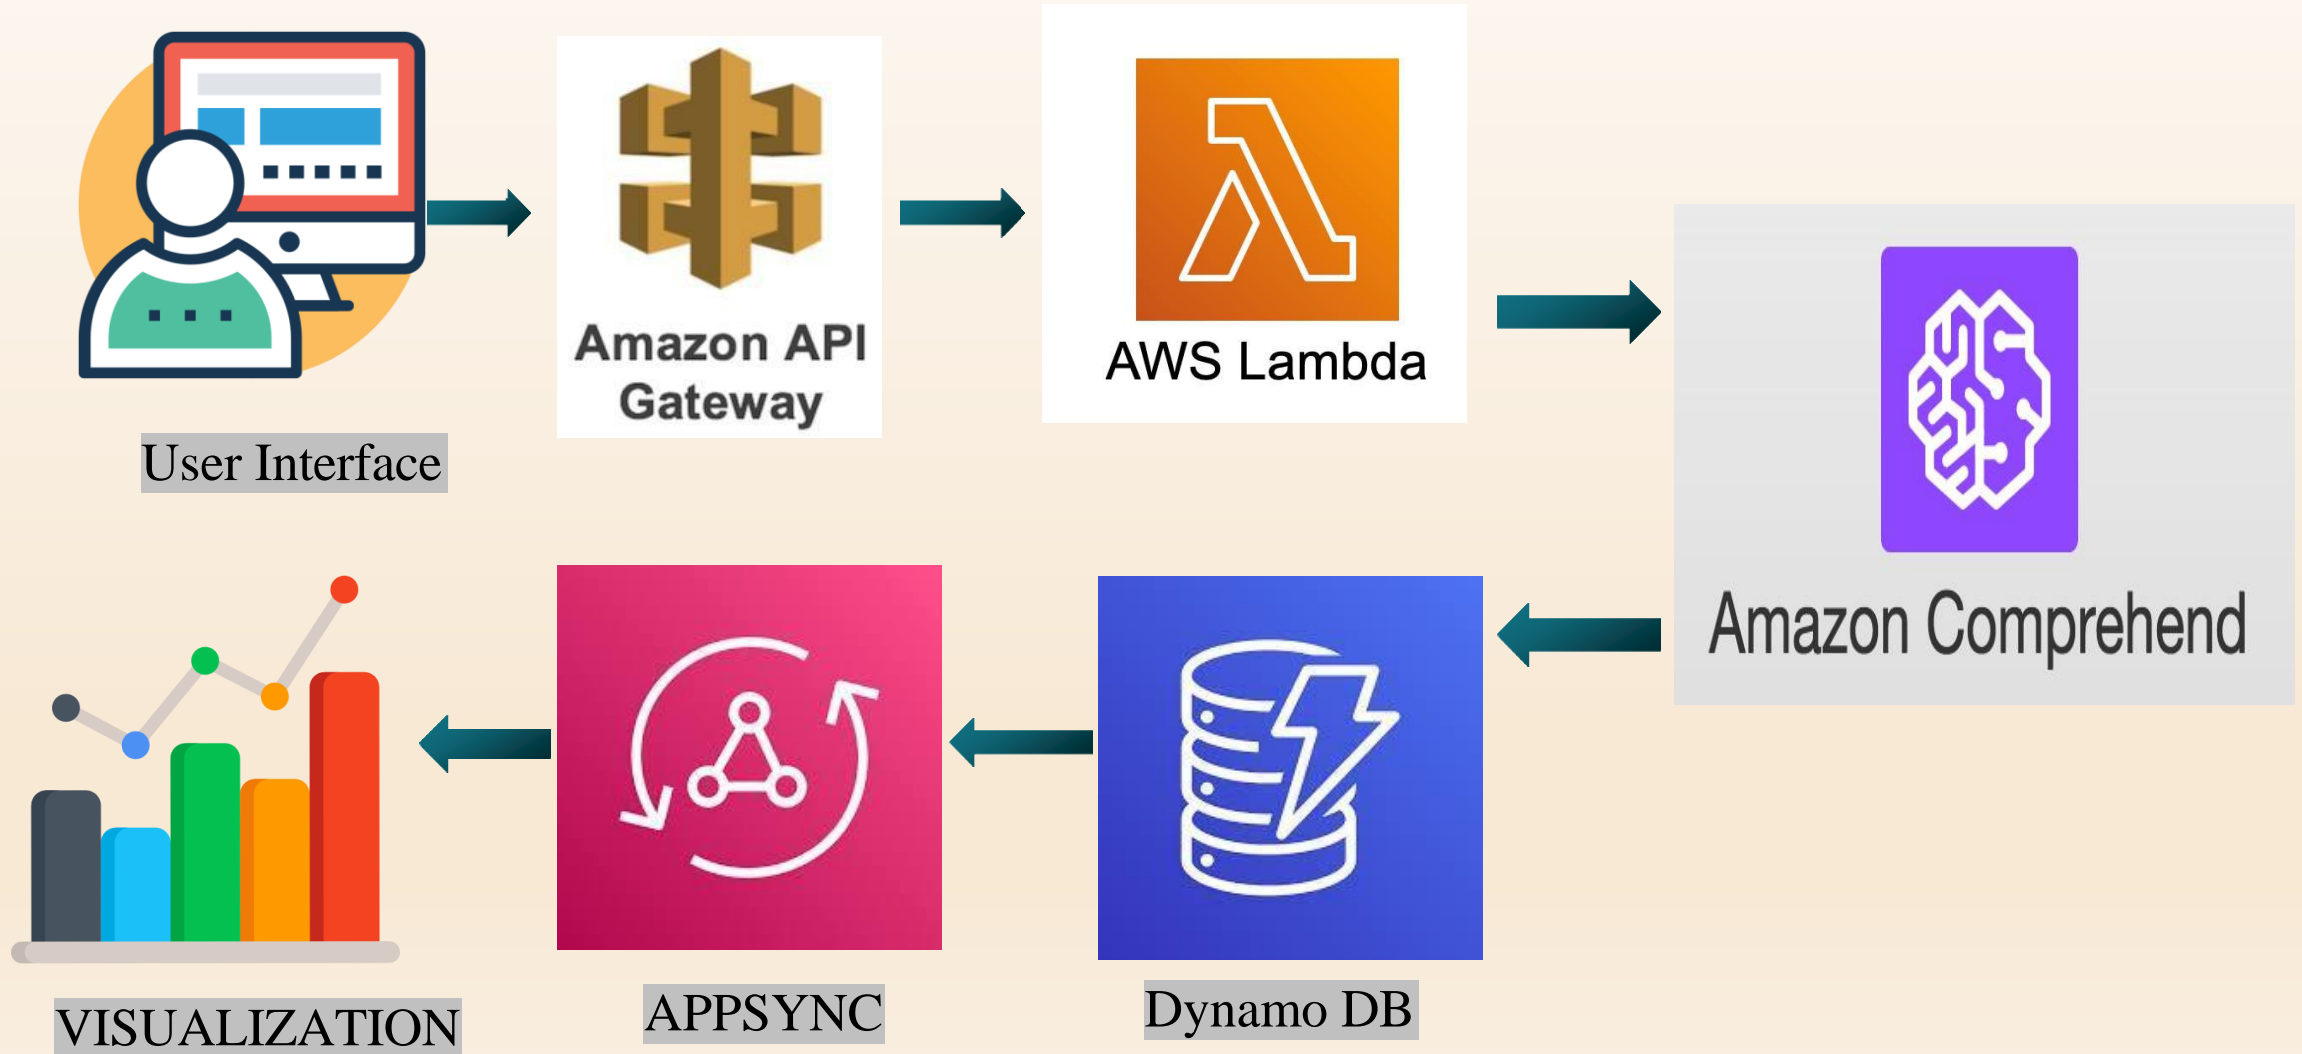 Amazon API
Gateway
AWS Lambda
User Interface
Amazon Comprehend
VISUALIZATION
APPSYNC
Dynamo DB